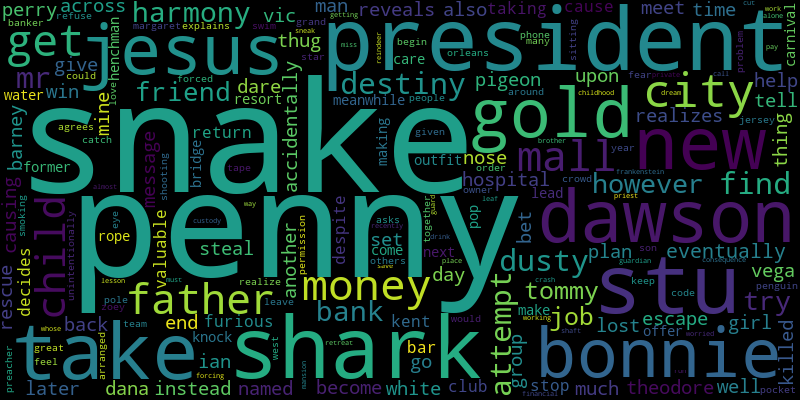 perry across
refuse
banker
harmony
margaret explains
vic
man
reveals also taking cause
grand
meet time
carnival
get jesus president
henchman
thug
sneak
swim
star
miss
reindeer
getting
phone
many
orleans
begin
care
sitting
fear
problem
cut
work
alone
pay
call
mr give
could
love
friend dare
resort
destiny
meanwhile people
pigeon
upon
around
childhood
dream
city help
tell
water win
mine
barney
snake
accidentally
gold
realizes
jersey
former
catch
agrees
return
bridge
making
given
outfit
nose
order
mall
year
new
thing
brother
frankenstein
causing
smoking
unintentionally
child
message
tape
shooting
hospital
owner crowd
however find
penny
almost
eye
custody
way
despite
permission
another
together
guard
drink
recently
pop
leaf
lead
bet
priest
dawson
son
rescue
decides
rope
valuable
steal
set
come
asks
others
place
dusty
plan eventually
guardian
consequence
lesson
pole
zoey
realize
leave
must
money
day
next
save
crash
keep
code
stu
vega
penguin
father
tommy
make
working
job
lost
escape
offer girl
try
preacher
whose
back
team
end furious
bank
kent
would
attempt
group
shaft
worried
take
great
feel
arranged
knock
ian
west
retreat
shark
bar
go
bonnie
later
dana instead
forcing
named
mansion
become
white
club
stop
financial
much
theodore
well
pocket
killed